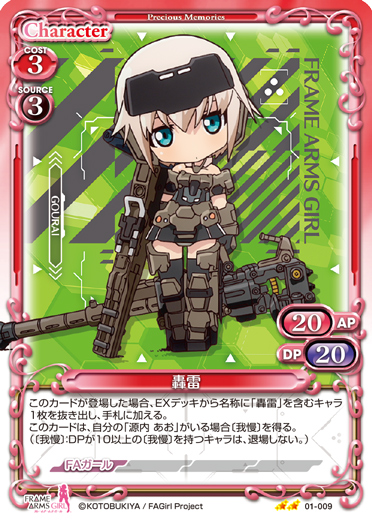 Precious Memories
Character
COST
3
SOURCE
3
FRAME ARMS GIRL
GOURAI
20 AP
DP 20
轟雷
このカードが登場した場合、EXデッキから名称に「轟雷」を含むキャラ
1枚を抜き出し、手札に加える。
このカードは、自分の「源内 あお」がいる場合〔我慢〕を得る。
(〔我慢〕:DPが10以上の〔我慢〕を持つキャラは、退場しない。)
FAガール
FRAME
ARMS GIRL
©KOTOBUKIYA / FAGirl Project
01-009